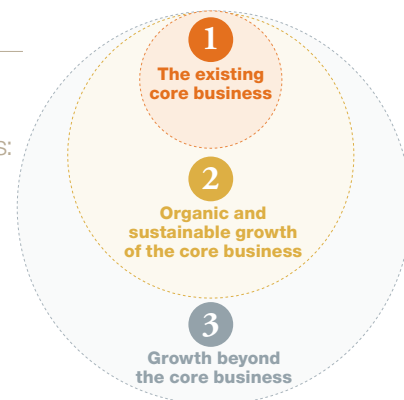 1
The existing
core business
s:
2
Organic and
sustainable growth
of the core business
3
Growth beyond
the core business